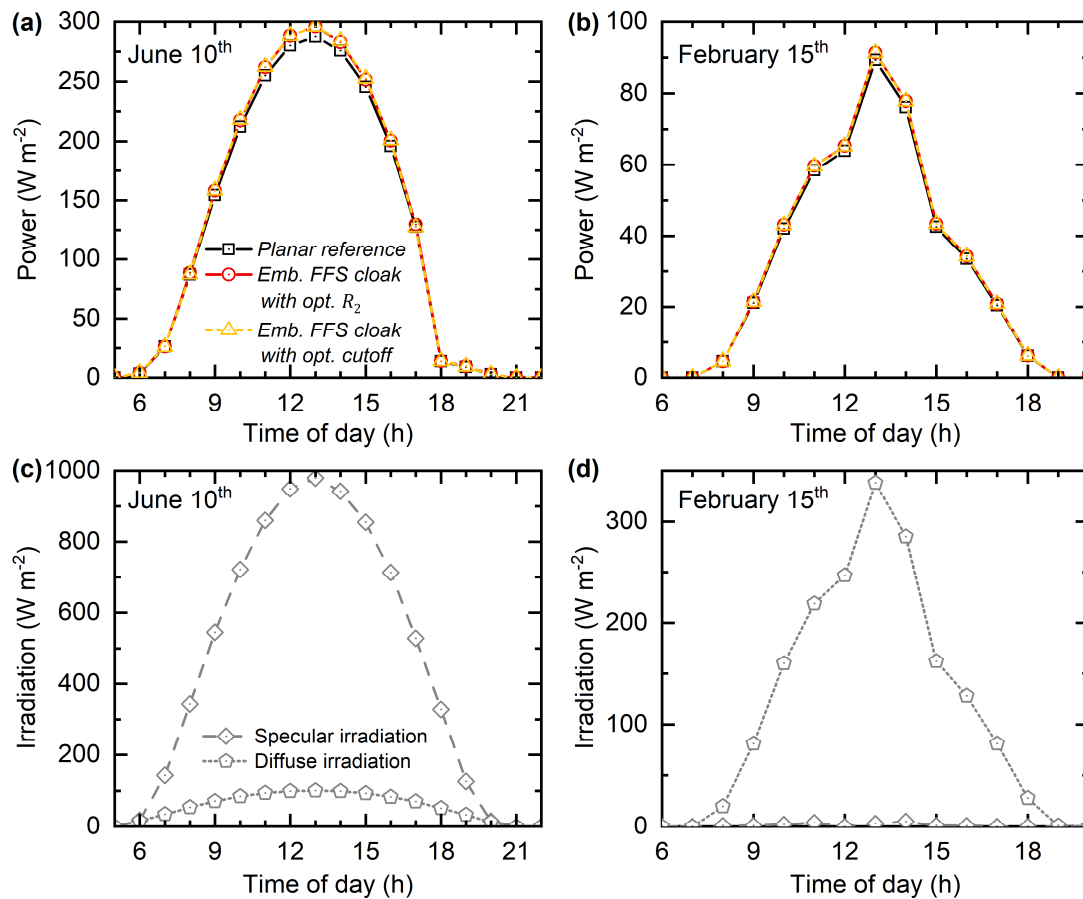 (a)
June 10th
Power (W m-2)
300
250
200
150
100
50
0
Planar reference
Emb. FFS cloak
with opt. R2
Emb. FFS cloak
with opt. cutoff
6 9 12 15 18 21
Time of day (h)
(b)
February 15th
Power (W m-2)
100
80
60
40
20
0
6 9 12 15 18
Time of day (h)
(c)
June 10th
Irradiation (W m-2)
1000
800
600
400
200
0
Specular irradiation
Diffuse irradiation
6 9 12 15 18 21
Time of day (h)
(d)
February 15th
Irradiation (W m-2)
300
200
100
0
6 9 12 15 18
Time of day (h)